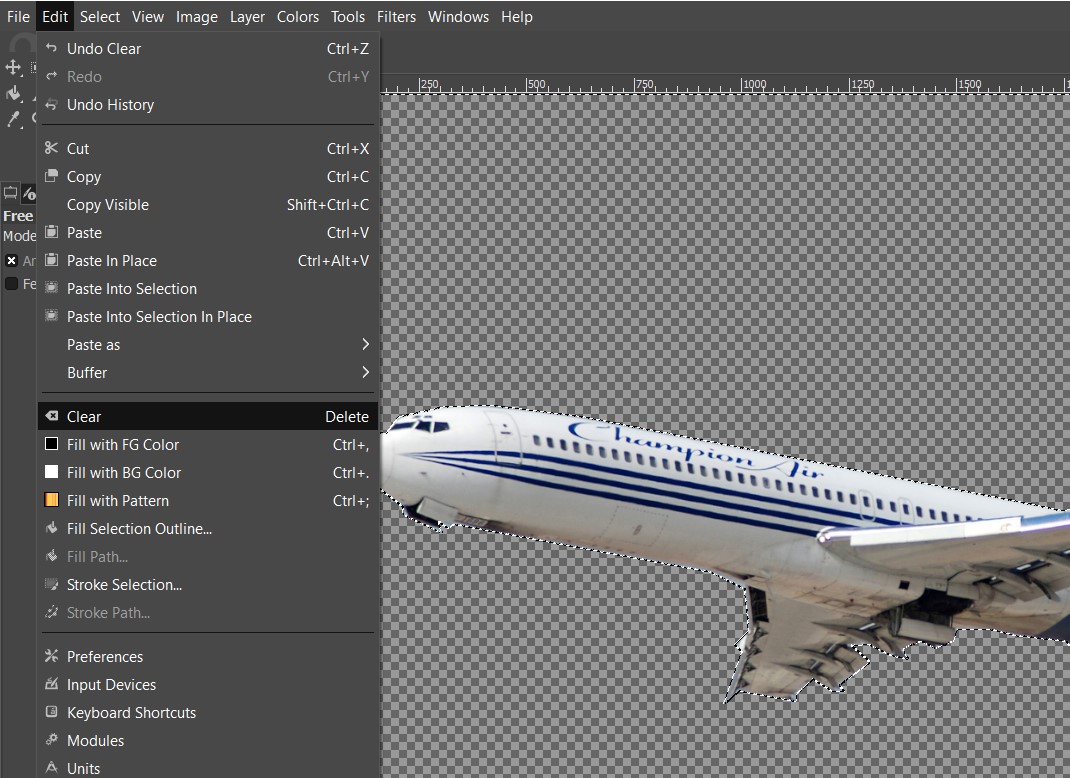 File Edit Select View Image Layer Colors Tools Filters Windows Help
Undo Clear Ctrl+Z
Redo Ctrl+Y
Undo History
250 500 750 1000 1250 1500
Cut Ctrl+X
Copy Ctrl+C
Copy Visible Shift+Ctrl+C
Free
Paste Ctrl+V
Mode
Paste In Place Ctrl+Alt+V
Paste Into Selection
Paste Into Selection In Place
Paste as
Buffer
Clear Delete
Fill with FG Color Ctrl+,
Fill with BG Color Ctrl+.
Fill with Pattern Ctrl+;
Fill Selection Outline...
Fill Path...
Stroke Selection...
Stroke Path...
Preferences
Input Devices
Keyboard Shortcuts
Modules
Units
Champion Air